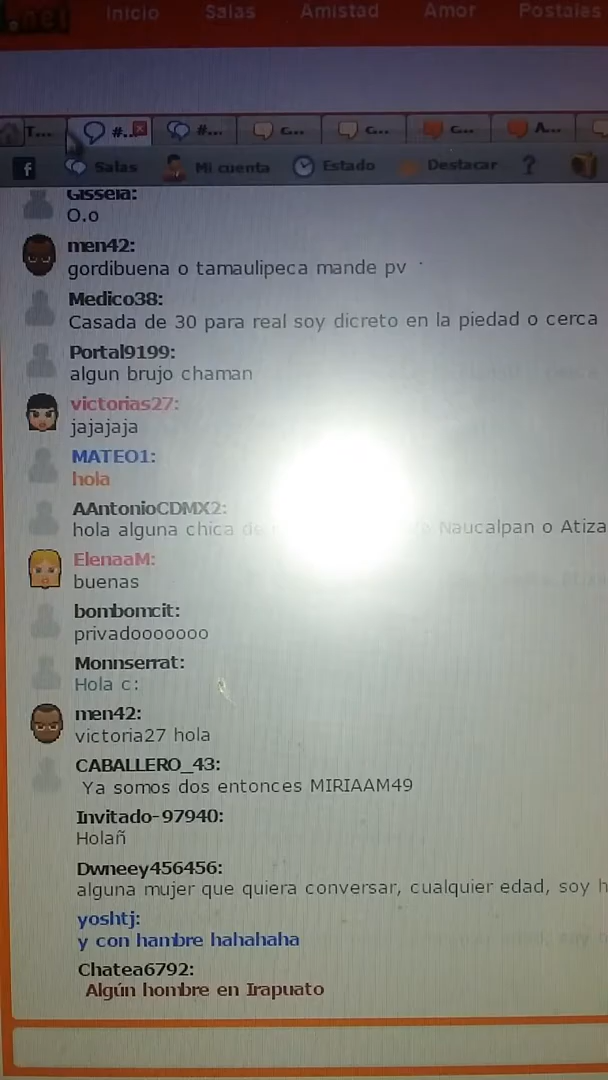 .net Inicio Salas Amistad Amor Postales
T... #... #... C... C... C... A...
Salas Mi cuenta Estado Destacar ?
Gissela:
O.o
men42:
gordibuena o tamaulipeca mande pv
Medico38:
Casada de 30 para real soy dicreto en la piedad o cerca
Portal9199:
algun brujo chaman
victorias27:
jajajaja
MATEO1:
hola
AAntonioCDMX2:
hola alguna chica de Naucalpan o Atiza
ElenaaM:
buenas
bombomcit:
privadooooooo
Monnserrat:
Hola c:
men42:
victoria27 hola
CABALLERO_43:
Ya somos dos entonces MIRIAAM49
Invitado-97940:
Holañ
Dwneey456456:
alguna mujer que quiera conversar, cualquier edad, soy h
yoshtj:
y con hambre hahahaha
Chatea6792:
Algún hombre en Irapuato